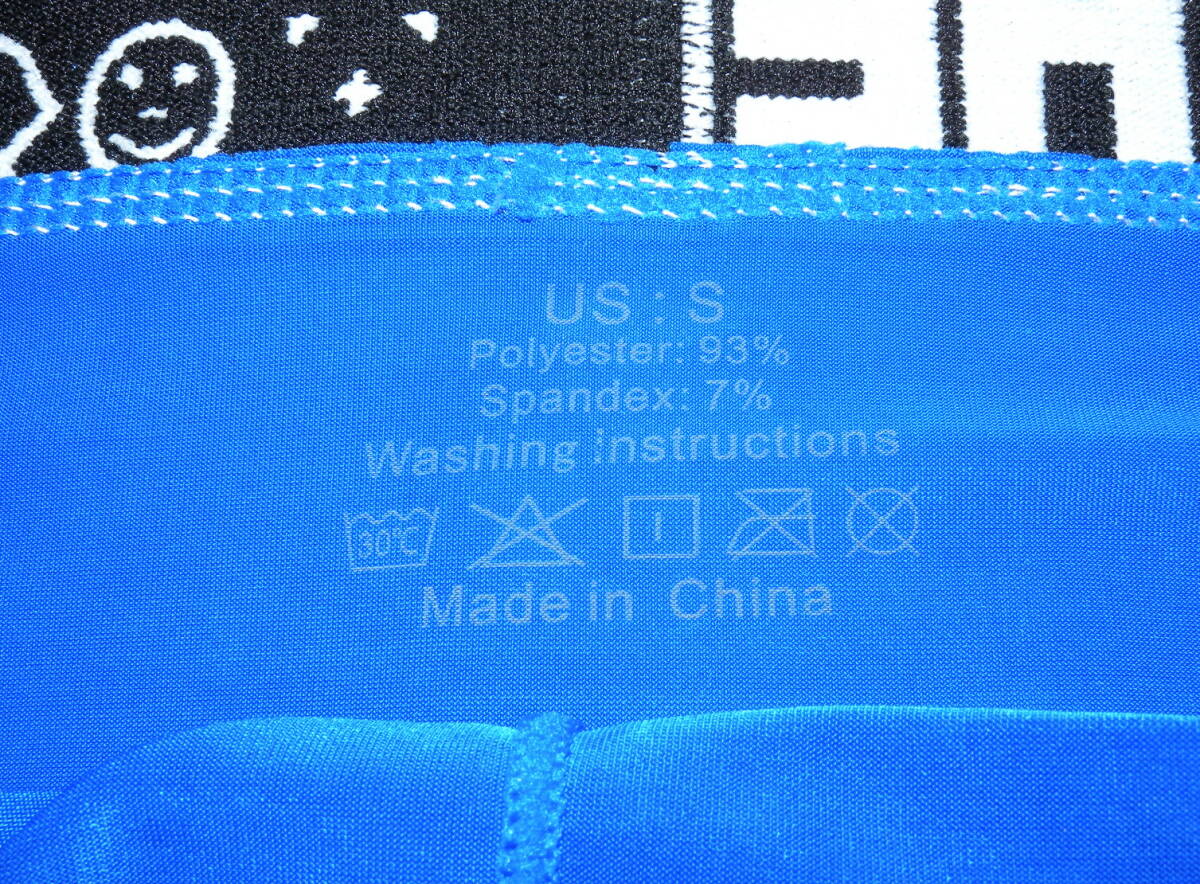 US : S
Polyester: 93%
Spandex: 7%
Washing instructions
30℃
Made in China